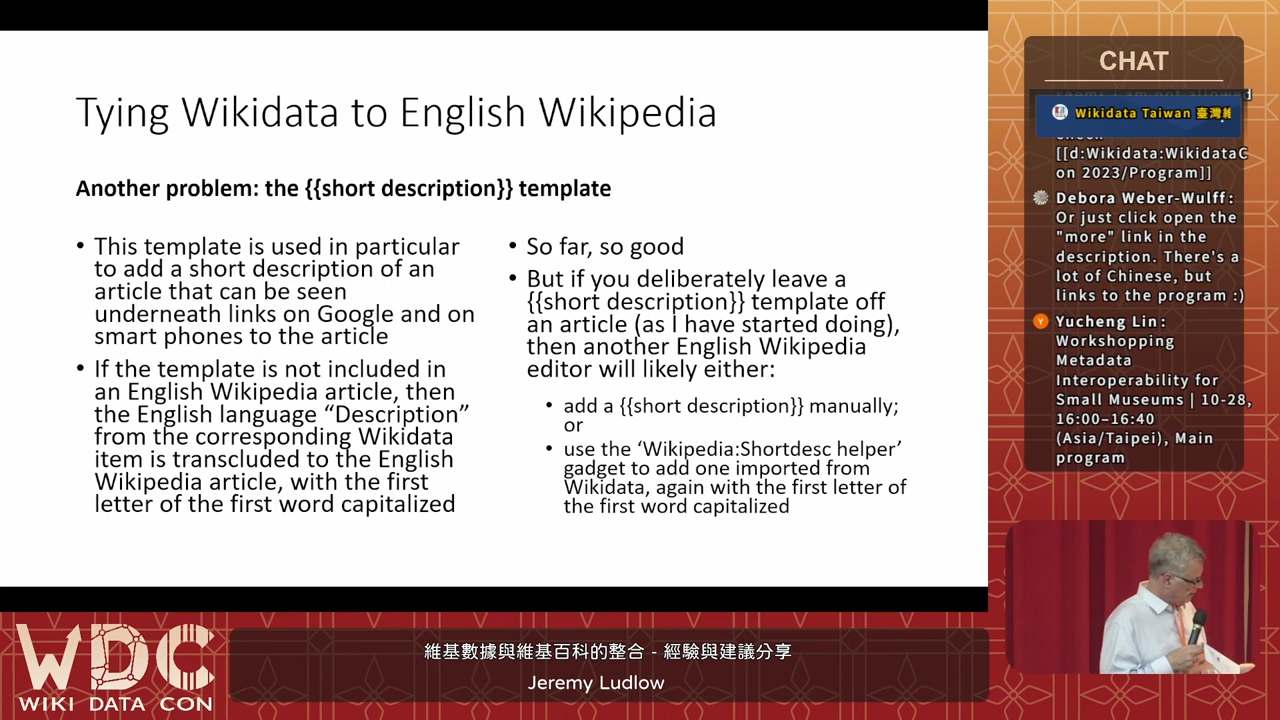 Tying Wikidata to English Wikipedia
Another problem: the {{short description}} template
• This template is used in particular
to add a short description of an
article that can be seen
underneath links on Google and on
smart phones to the article
• If the template is not included in
an English Wikipedia article, then
the English language “Description”
from the corresponding Wikidata
item is transcluded to the English
Wikipedia article, with the first
letter of the first word capitalized
• So far, so good
• But if you deliberately leave a
{{short description}} template off
an article (as I have started doing),
then another English Wikipedia
editor will likely either:
• add a {{short description}} manually;
or
• use the ‘Wikipedia:Shortdesc helper’
gadget to add one imported from
Wikidata, again with the first letter of
the first word capitalized
CHAT
Wikidata Taiwan 臺灣維
[[d:Wikidata:WikidataC
on 2023/Program]]
Debora Weber-Wulff:
Or just click open the
"more" link in the
description. There's a
lot of Chinese, but
links to the program :)
Y
Yucheng Lin:
Workshopping
Metadata
Interoperability for
Small Museums | 10-28,
16:00–16:40
(Asia/Taipei), Main
program
WDC
WIKI DATA CON
維基數據與維基百科的整合 - 經驗與建議分享
Jeremy Ludlow